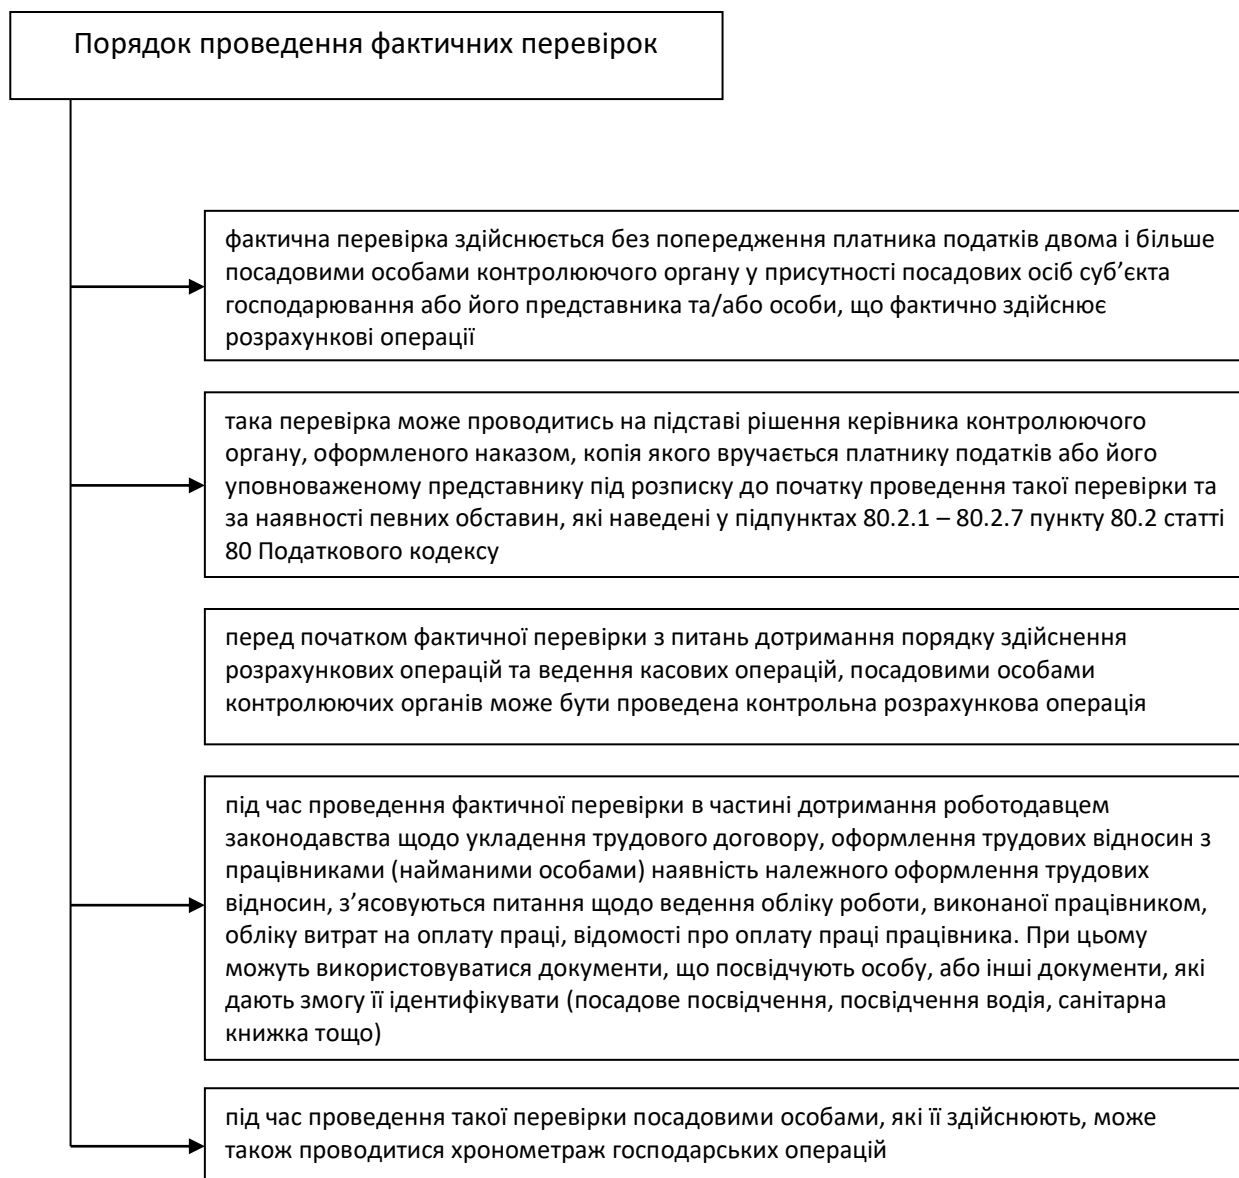 Порядок проведення фактичних перевірок
фактична перевірка здійснюється без попередження платника податків двома і більше
посадовими особами контролюючого органу у присутності посадових осіб суб’єкта
господарювання або його представника та/або особи, що фактично здійснює
розрахункові операції
така перевірка може проводитись на підставі рішення керівника контролюючого
органу, оформленого наказом, копія якого вручається платнику податків або його
уповноваженому представнику під розписку до початку проведення такої перевірки та
за наявності певних обставин, які наведені у підпунктах 80.2.1 – 80.2.7 пункту 80.2 статті
80 Податкового кодексу
перед початком фактичної перевірки з питань дотримання порядку здійснення
розрахункових операцій та ведення касових операцій, посадовими особами
контролюючих органів може бути проведена контрольна розрахункова операція
під час проведення фактичної перевірки в частині дотримання роботодавцем
законодавства щодо укладення трудового договору, оформлення трудових відносин з
працівниками (найманими особами) наявність належного оформлення трудових
відносин, з’ясовуються питання щодо ведення обліку роботи, виконаної працівником,
обліку витрат на оплату праці, відомості про оплату праці працівника. При цьому
можуть використовуватися документи, що посвідчують особу, або інші документи, які
дають змогу її ідентифікувати (посадове посвідчення, посвідчення водія, санітарна
книжка тощо)
під час проведення такої перевірки посадовими особами, які її здійснюють, може
також проводитися хронометраж господарських операцій